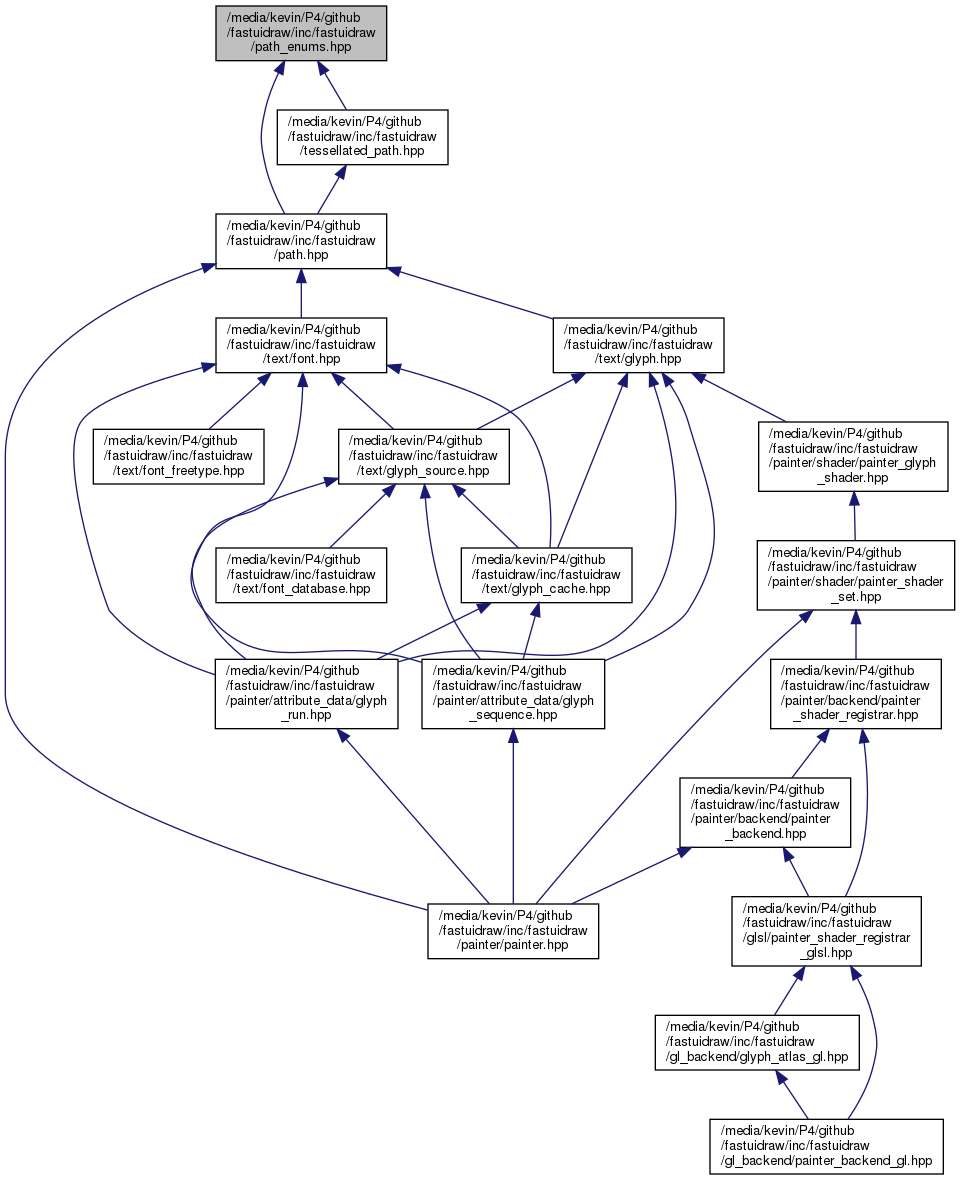 /media/kevin/P4/github
/fastuidraw/inc/fastuidraw
/path_enums.hpp
/media/kevin/P4/github
/fastuidraw/inc/fastuidraw
/tessellated_path.hpp
/media/kevin/P4/github
/fastuidraw/inc/fastuidraw
/path.hpp
/media/kevin/P4/github
/fastuidraw/inc/fastuidraw
/text/font.hpp
/media/kevin/P4/github
/fastuidraw/inc/fastuidraw
/text/glyph.hpp
/media/kevin/P4/github
/fastuidraw/inc/fastuidraw
/text/font_freetype.hpp
/media/kevin/P4/github
/fastuidraw/inc/fastuidraw
/text/glyph_source.hpp
/media/kevin/P4/github
/fastuidraw/inc/fastuidraw
/painter/shader/painter_glyph
_shader.hpp
/media/kevin/P4/github
/fastuidraw/inc/fastuidraw
/text/font_database.hpp
/media/kevin/P4/github
/fastuidraw/inc/fastuidraw
/text/glyph_cache.hpp
/media/kevin/P4/github
/fastuidraw/inc/fastuidraw
/painter/shader/painter_shader
_set.hpp
/media/kevin/P4/github
/fastuidraw/inc/fastuidraw
/painter/attribute_data/glyph
_run.hpp
/media/kevin/P4/github
/fastuidraw/inc/fastuidraw
/painter/attribute_data/glyph
_sequence.hpp
/media/kevin/P4/github
/fastuidraw/inc/fastuidraw
/painter/backend/painter
_shader_registrar.hpp
/media/kevin/P4/github
/fastuidraw/inc/fastuidraw
/painter/backend/painter
_backend.hpp
/media/kevin/P4/github
/fastuidraw/inc/fastuidraw
/painter/painter.hpp
/media/kevin/P4/github
/fastuidraw/inc/fastuidraw
/glsl/painter_shader_registrar
_glsl.hpp
/media/kevin/P4/github
/fastuidraw/inc/fastuidraw
/gl_backend/glyph_atlas_gl.hpp
/media/kevin/P4/github
/fastuidraw/inc/fastuidraw
/gl_backend/painter_backend_gl.hpp